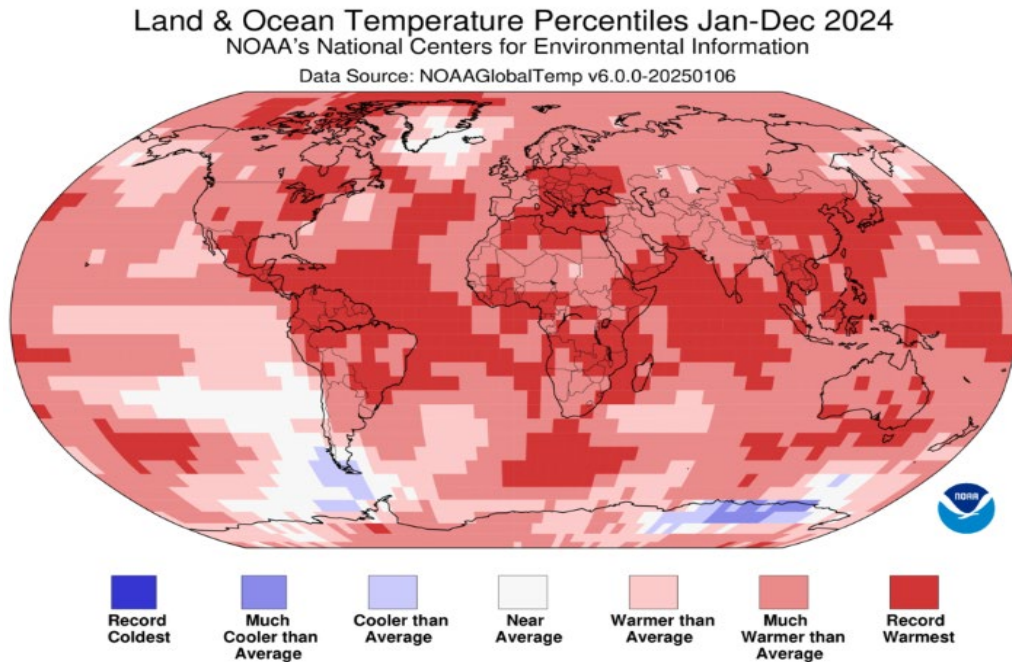 Land & Ocean Temperature Percentiles Jan-Dec 2024
NOAA's National Centers for Environmental Information
Data Source: NOAAGlobalTemp v6.0.0-20250106
NOAA
Record
Coldest
Much
Cooler than
Average
Cooler than
Average
Near
Average
Warmer than
Average
Much
Warmer than
Average
Record
Warmest